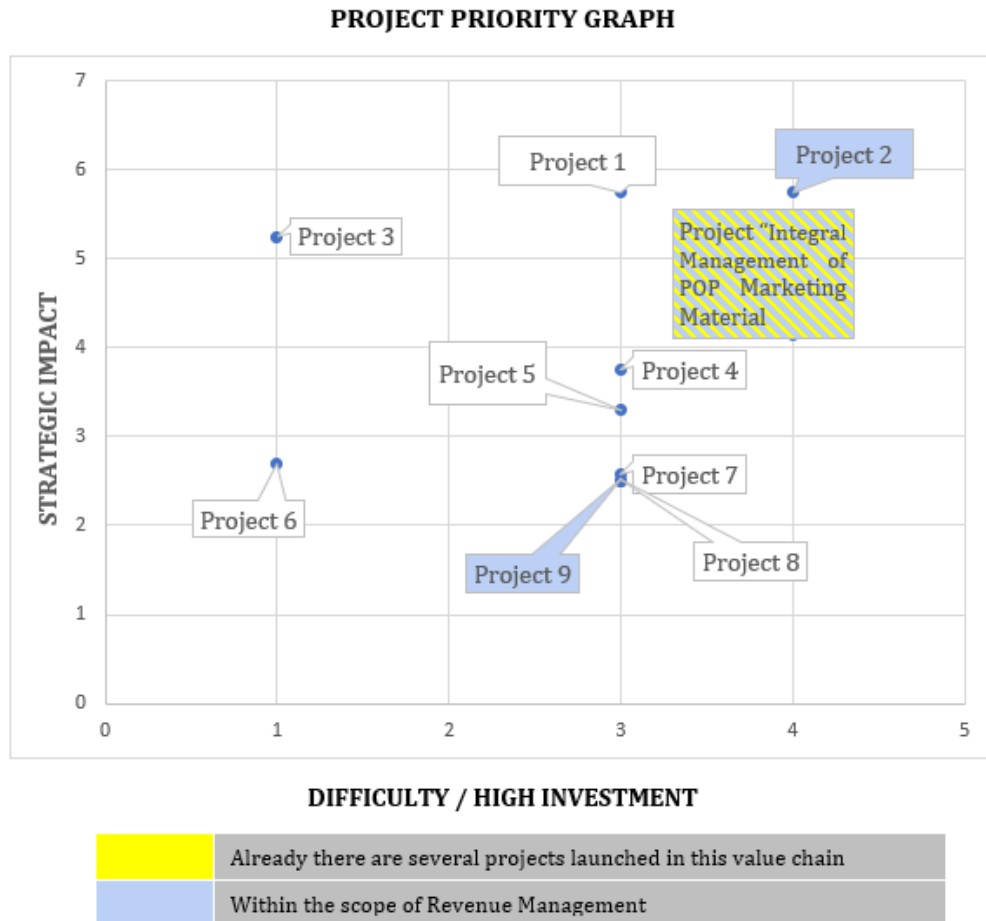 PROJECT PRIORITY GRAPH
7
6
5
4
3
2
1
0
0 1 2 3 4 5
STRATEGIC IMPACT
Project 1
Project 2
Project 3
Project “Integral
Management of
POP Marketing
Material
Project 5
Project 4
Project 7
Project 6
Project 8
Project 9
DIFFICULTY / HIGH INVESTMENT
Already there are several projects launched in this value chain
Within the scope of Revenue Management